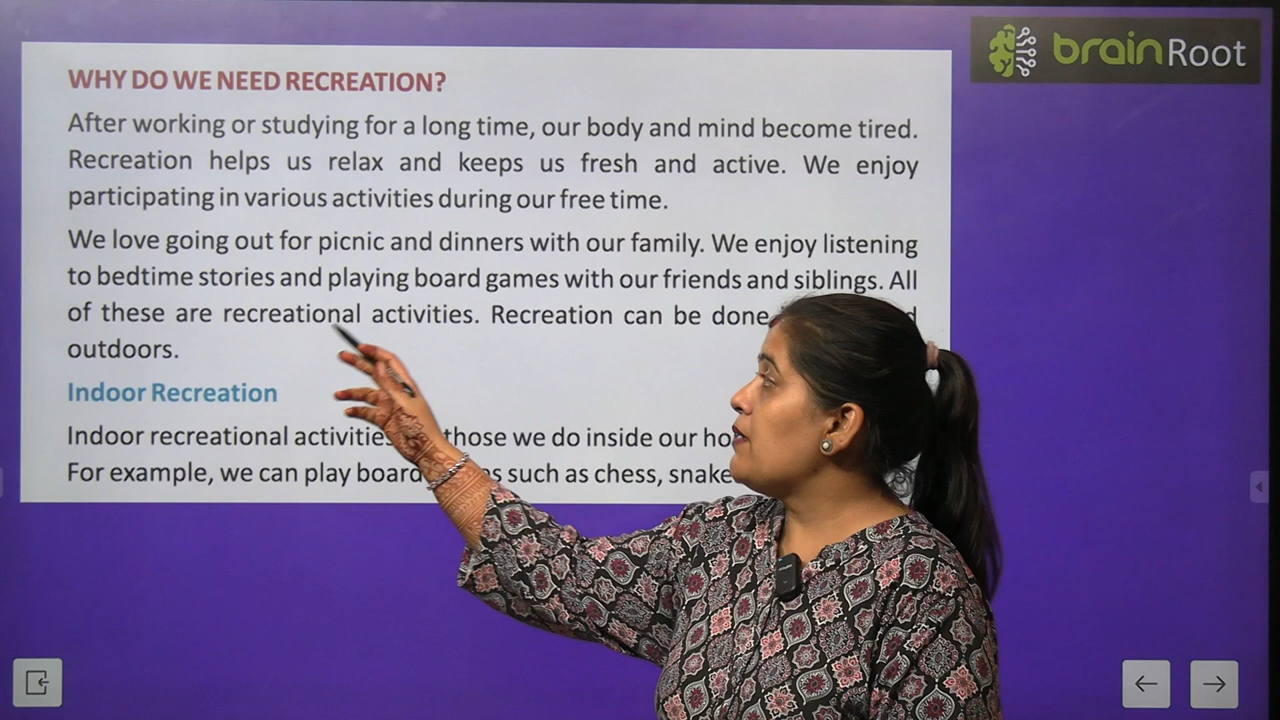 brainRoot
WHY DO WE NEED RECREATION?
After working or studying for a long time, our body and mind become tired.
Recreation helps us relax and keeps us fresh and active. We enjoy
participating in various activities during our free time.
We love going out for picnic and dinners with our family. We enjoy listening
to bedtime stories and playing board games with our friends and siblings. All
of these are recreational activities. Recreation can be done
outdoors.
Indoor Recreation
Indoor recreational those we do inside our
For example, we can play board such as chess,